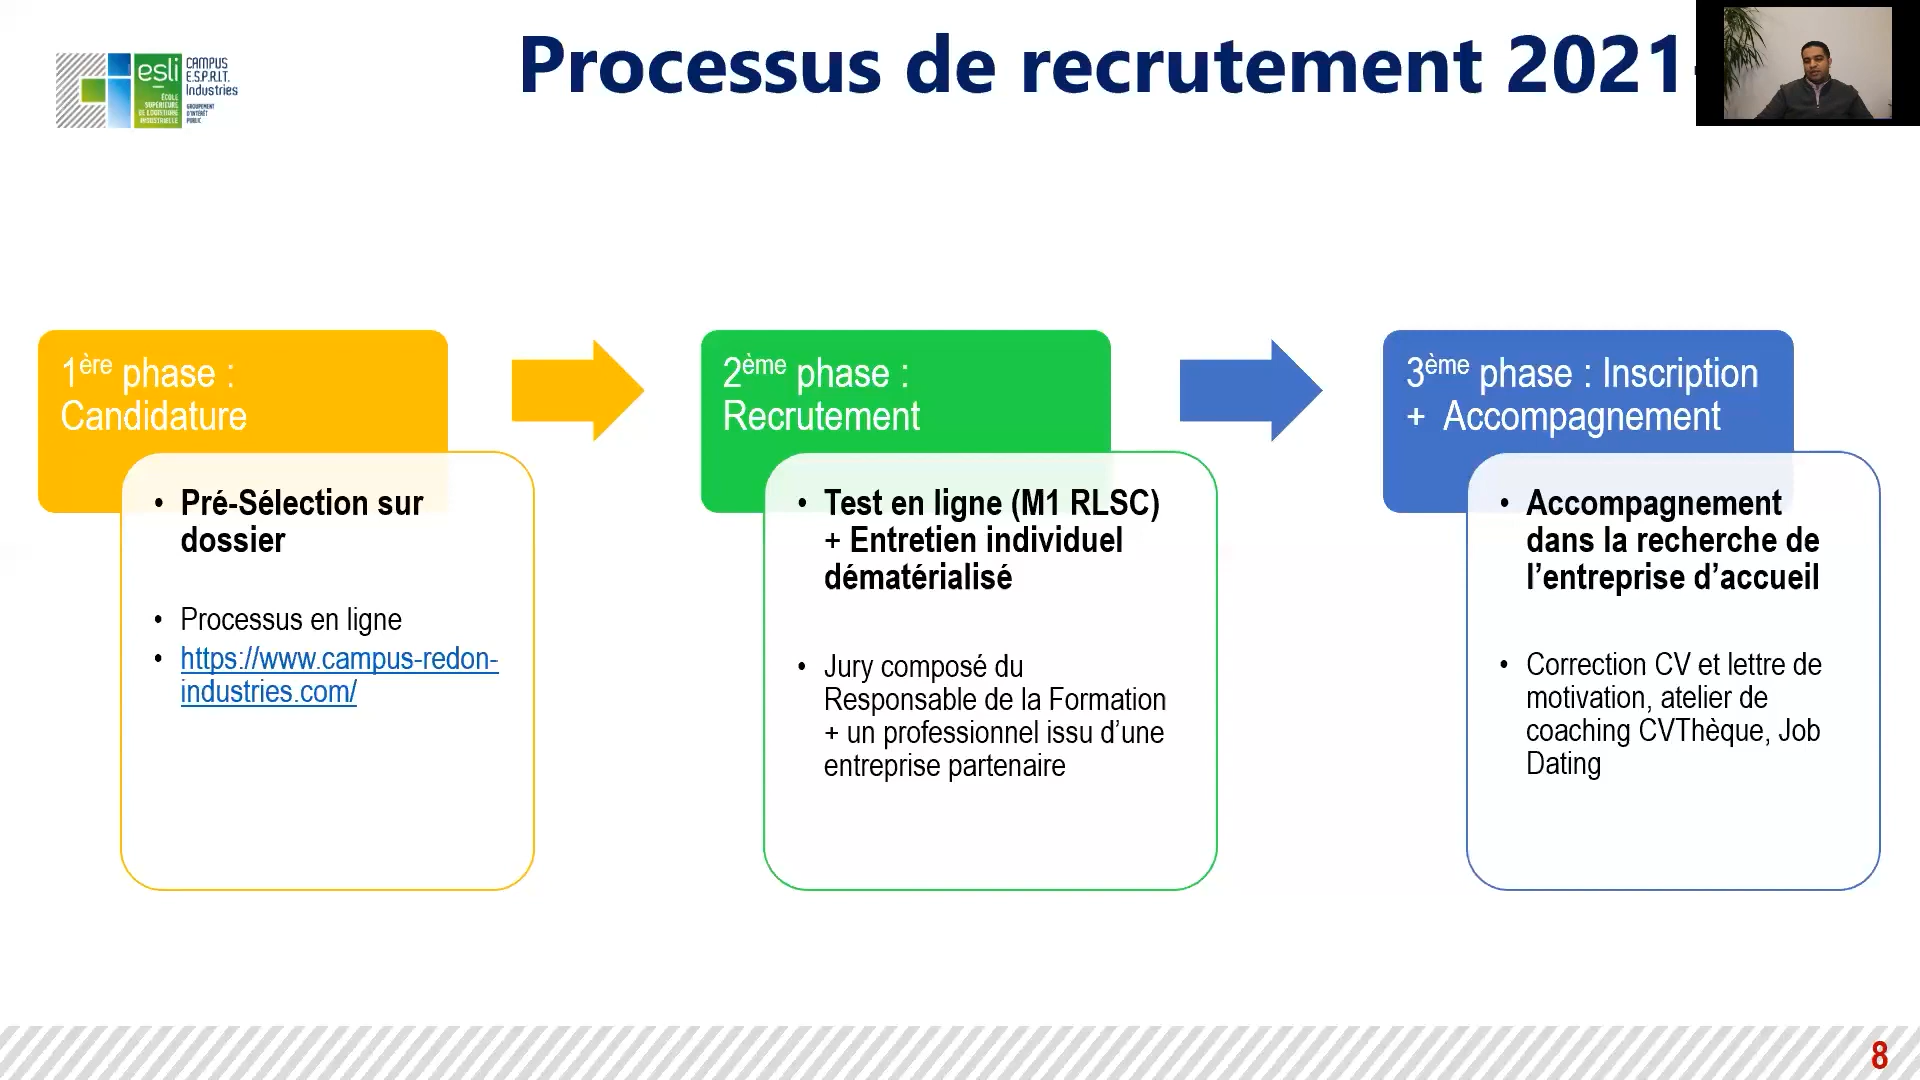 Processus de recrutement 2021
esli
CAMPUS
E.S.P.R.I.T.
Industries
ÉCOLE
SUPÉRIEURE
DE LOGISTIQUE
INDUSTRIELLE
GROUPEMENT
D'INTÉRÊT
PUBLIC
1ère phase :
Candidature
• Pré-Sélection sur
dossier
• Processus en ligne
• https://www.campus-redon-
industries.com/
2ème phase :
Recrutement
• Test en ligne (M1 RLSC)
+ Entretien individuel
dématérialisé
• Jury composé du
Responsable de la Formation
+ un professionnel issu d’une
entreprise partenaire
3ème phase : Inscription
+ Accompagnement
• Accompagnement
dans la recherche de
l’entreprise d’accueil
• Correction CV et lettre de
motivation, atelier de
coaching CVThèque, Job
Dating
8